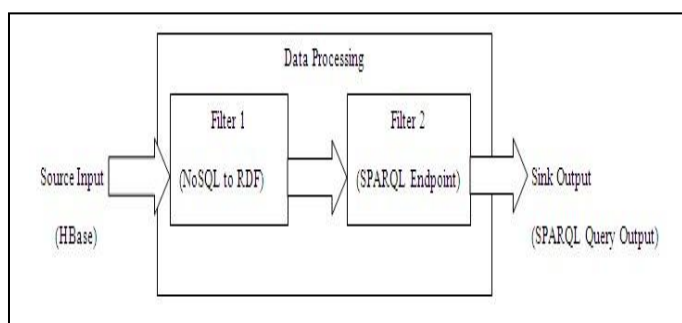 Data Processing
Filter 1
(NoSQL to RDF)
Filter 2
(SPARQL Endpoint)
Source Input
(HBase)
Sink Output
(SPARQL Query Output)